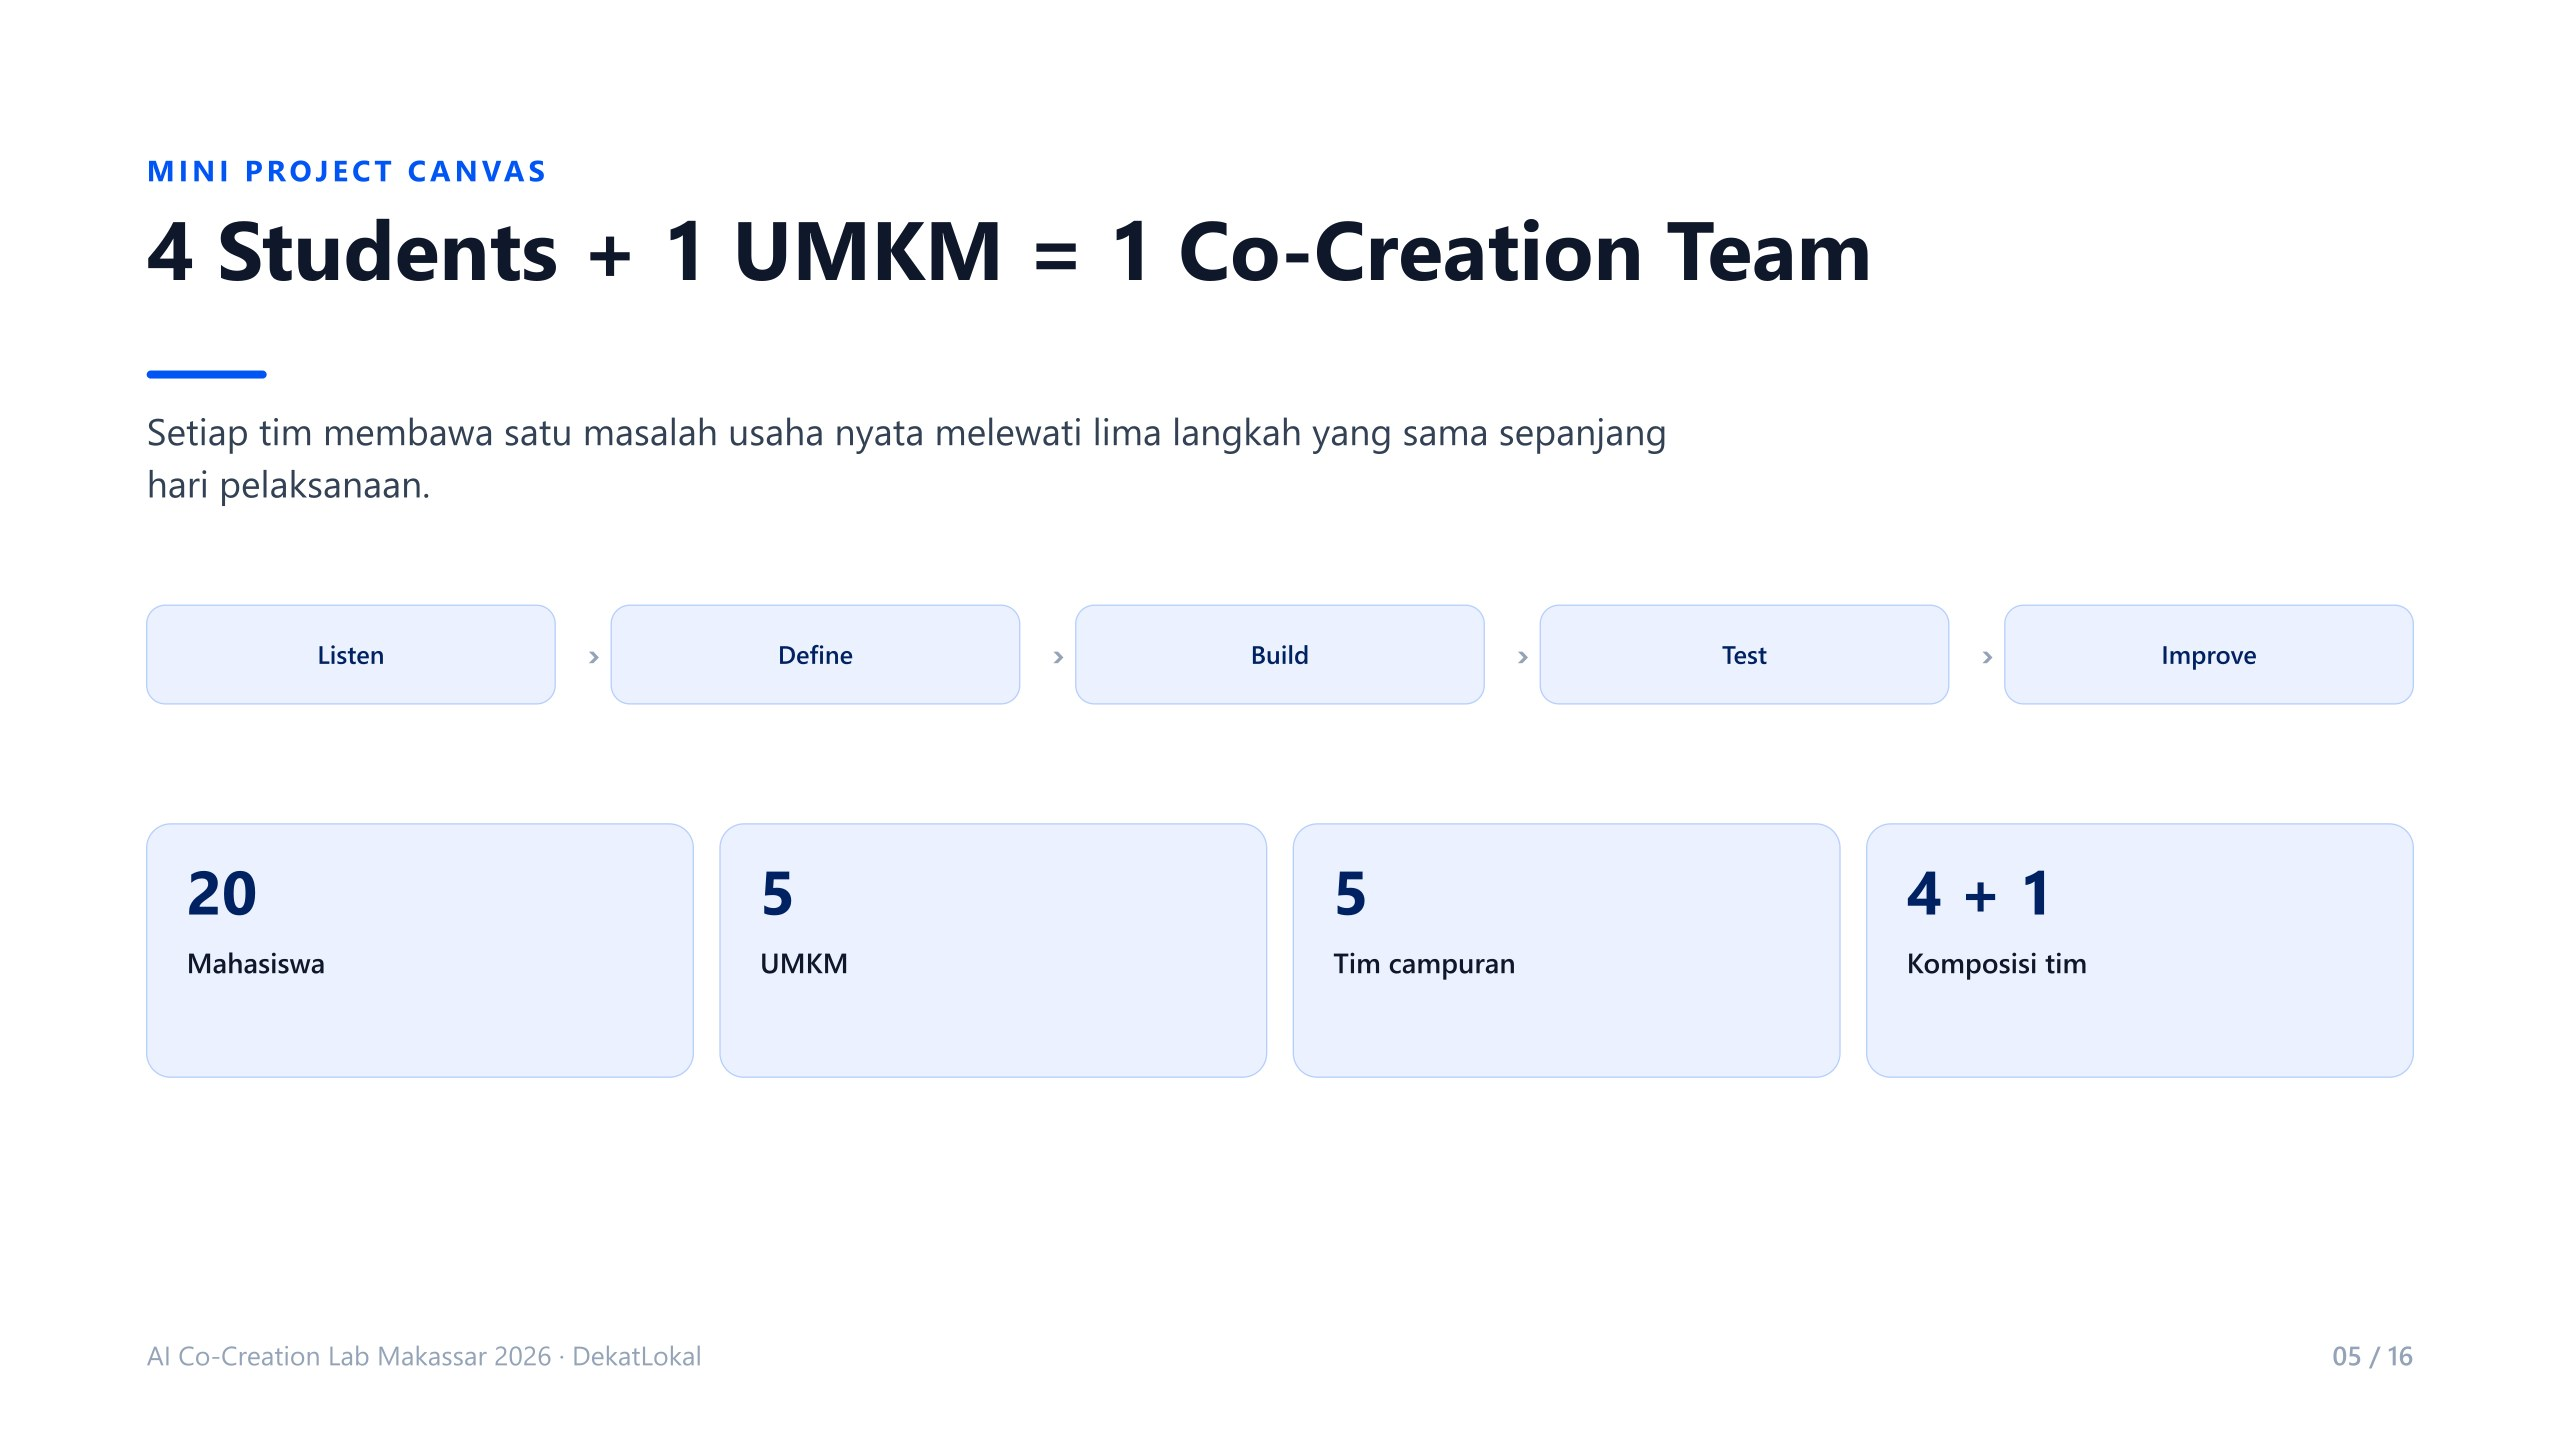 MINI PROJECT CANVAS
4 Students + 1 UMKM = 1 Co-Creation Team
Setiap tim membawa satu masalah usaha nyata melewati lima langkah yang sama sepanjang
hari pelaksanaan.
Listen › Define › Build › Test › Improve
20
Mahasiswa
5
UMKM
5
Tim campuran
4 + 1
Komposisi tim
AI Co-Creation Lab Makassar 2026 · DekatLokal
05 / 16